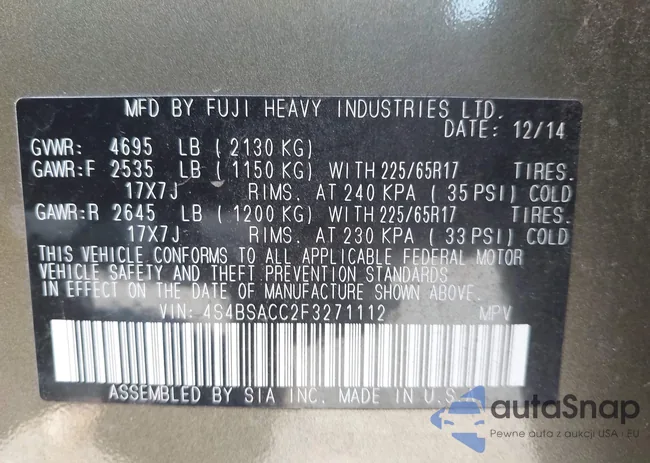 MFD BY FUJI HEAVY INDUSTRIES LTD.
DATE: 12/14
GVWR: 4695 LB ( 2130 KG)
GAWR:F 2535 LB ( 1150 KG) WITH 225/65R17 TIRES.
17X7J RIMS. AT 240 KPA ( 35 PSI) COLD
GAWR:R 2645 LB ( 1200 KG) WITH 225/65R17 TIRES.
17X7J RIMS. AT 230 KPA ( 33 PSI) COLD
THIS VEHICLE CONFORMS TO ALL APPLICABLE FEDERAL MOTOR
VEHICLE SAFETY AND THEFT PREVENTION STANDARDS
IN EFFECT ON THE DATE OF MANUFACTURE SHOWN ABOVE.
VIN: 4S4BSACC2F3271112 MPV
ASSEMBLED BY SIA INC. MADE IN U.S.
autaSnap
Pewne auta z aukcji USA i EU